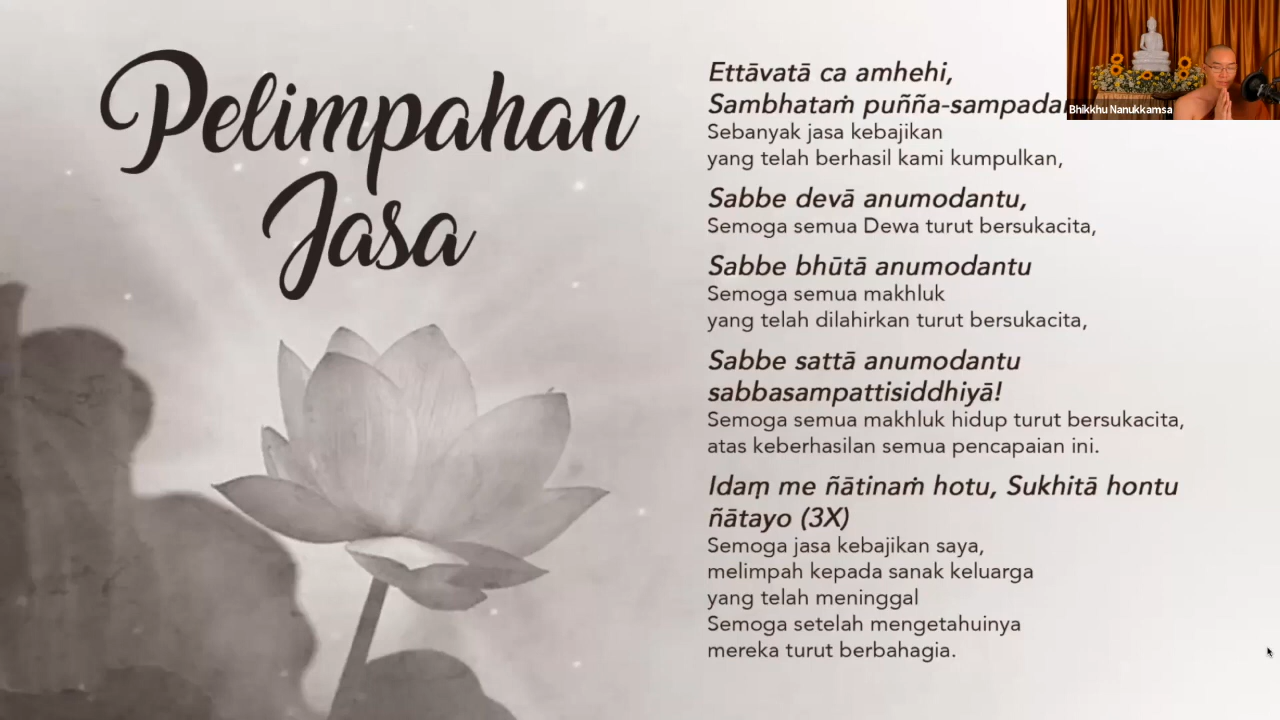 Pelimpahan
Jasa
Ettāvatā ca amhehi,
Sambhataṁ puñña-sampada
Sebanyak jasa kebajikan
yang telah berhasil kami kumpulkan,
Sabbe devā anumodantu,
Semoga semua Dewa turut bersukacita,
Sabbe bhūtā anumodantu
Semoga semua makhluk
yang telah dilahirkan turut bersukacita,
Sabbe sattā anumodantu
sabbasampattisiddhiyā!
Semoga semua makhluk hidup turut bersukacita,
atas keberhasilan semua pencapaian ini.
Idaṃ me ñātinaṁ hotu, Sukhitā hontu
ñātayo (3X)
Semoga jasa kebajikan saya,
melimpah kepada sanak keluarga
yang telah meninggal
Semoga setelah mengetahuinya
mereka turut berbahagia.
Bhikkhu Nanukkamsa